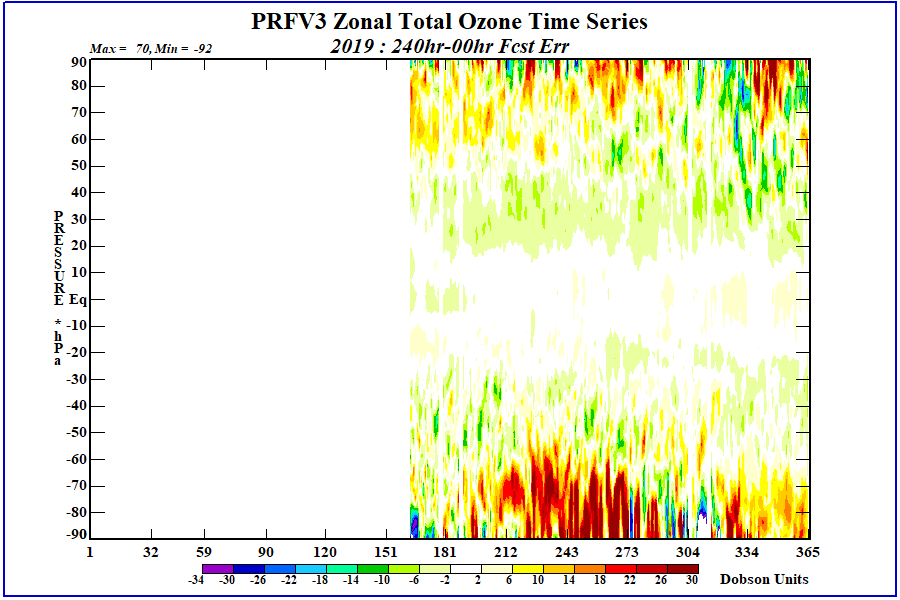 PRFV3 Zonal Total Ozone Time Series
2019 : 240hr-00hr Fcst Err
Max = 70, Min = -92
90
80
70
60
50
40
30
20
10
Eq
-10
-20
-30
-40
-50
-60
-70
-80
-90
PRESSURE * hPa
1 32 59 90 120 151 181 212 243 273 304 334 365
-34 -30 -26 -22 -18 -14 -10 -6 -2 2 6 10 14 18 22 26 30
Dobson Units